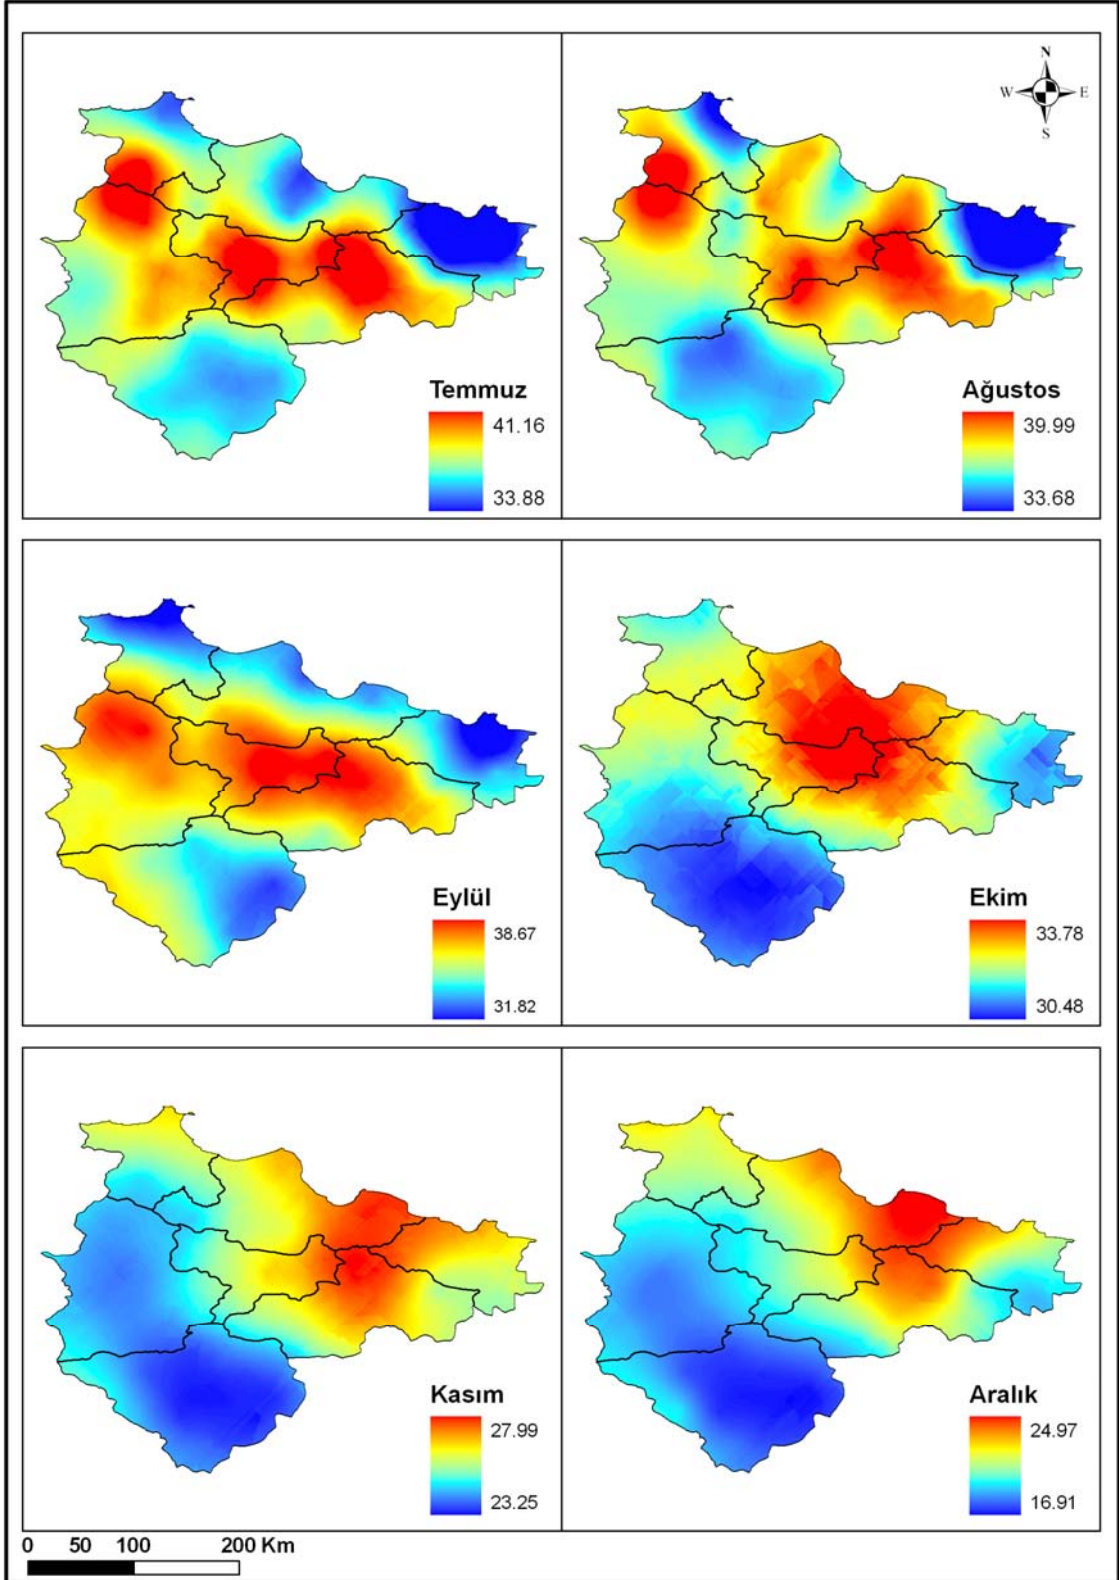 N
W E
S
Temmuz
41.16
33.88
Ağustos
39.99
33.68
Eylül
38.67
31.82
Ekim
33.78
30.48
Kasım
27.99
23.25
Aralık
24.97
16.91
0 50 100 200 Km